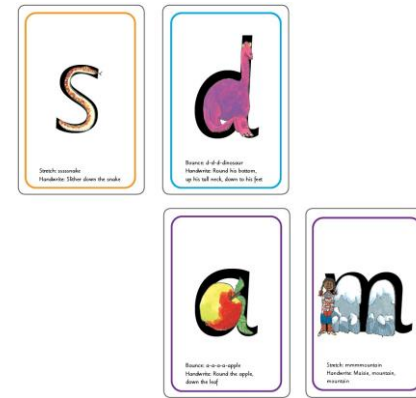 s
Stretch: sssssnake
Handwrite: Slither down the snake
d
Bounce: d-d-d-dinosaur
Handwrite: Round his bottom,
up his tall neck, down to his feet
a
Bounce: a-a-a-a-apple
Handwrite: Round the apple,
down the leaf
m
Stretch: mmmmountain
Handwrite: Maisie, mountain,
mountain